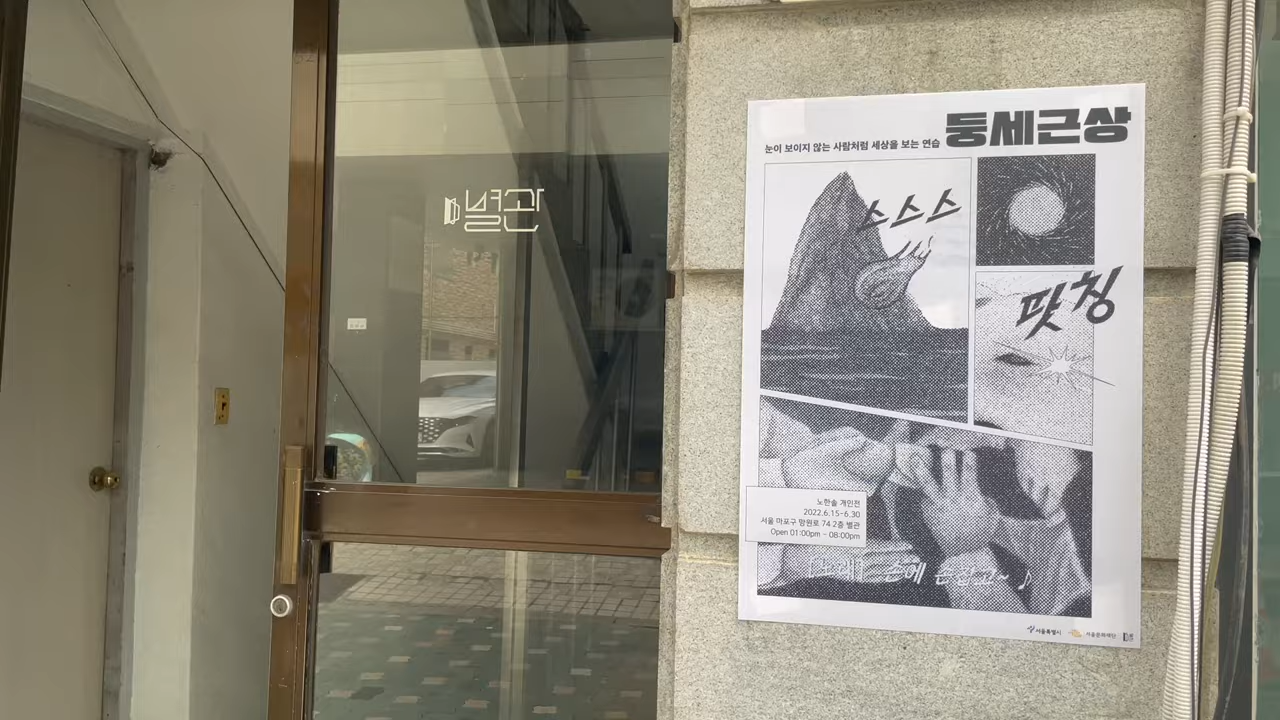 별관
둥세근상
눈이 보이지 않는 사람처럼 세상을 보는 연습
스스스
팟칭
노한솔 개인전
2022.6.15-6.30
서울 마포구 망원로 74 2층 별관
Open 01:00pm - 08:00pm
손에
서울특별시
서울문화재단